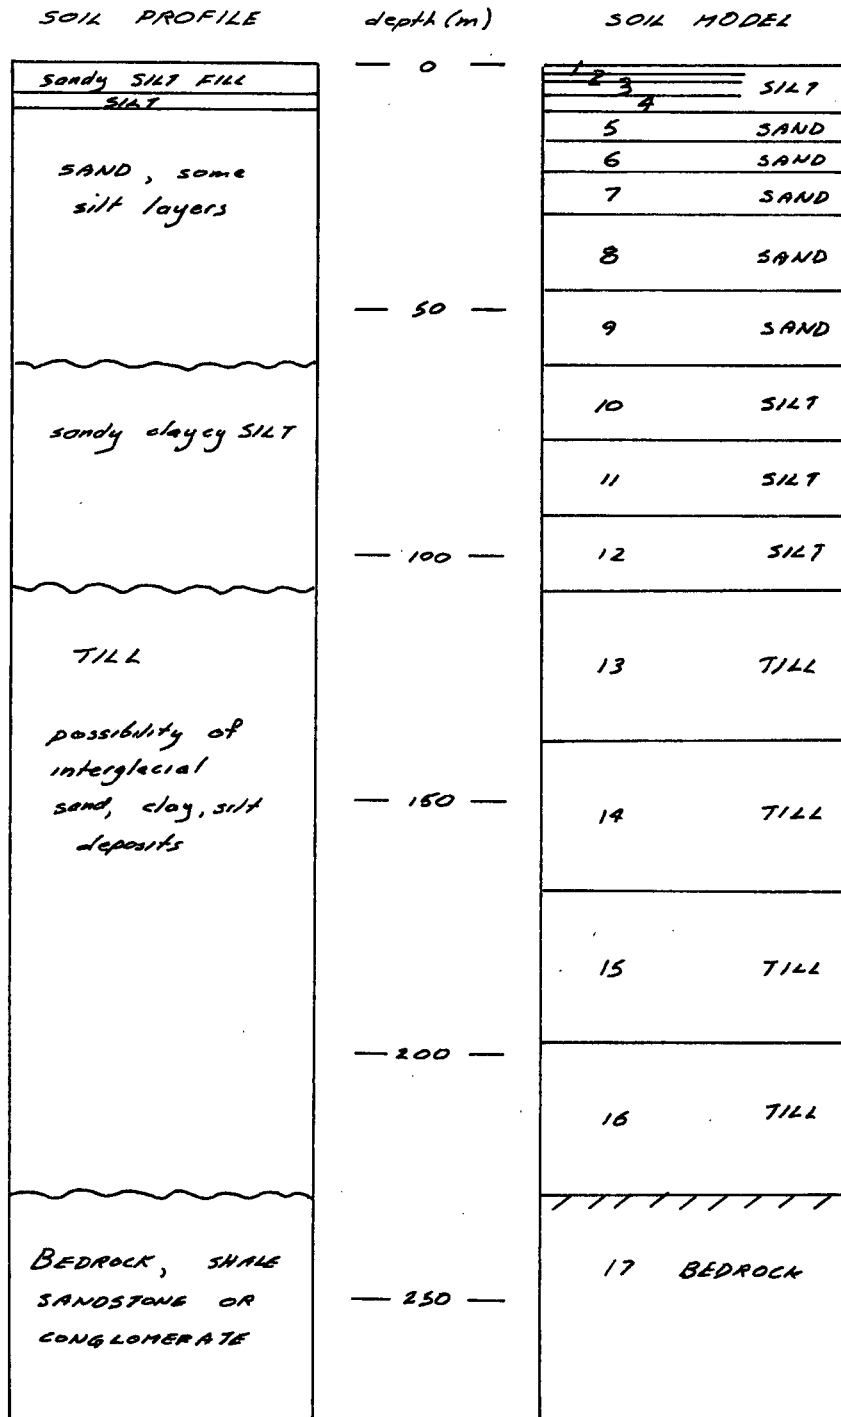 SOIL PROFILE
depth (m)
SOIL MODEL
sandy SILT FILL
SILT
SAND, some
silt layers
sandy clayey SILT
TILL
possibility of
interglacial
sand, clay, silt
deposits
BEDROCK, SHALE
SANDSTONE OR
CONGLOMERATE
0
50
100
150
200
250
1
2
3
SILT
4
5 SAND
6 SAND
7 SAND
8 SAND
9 SAND
10 SILT
11 SILT
12 SILT
13 TILL
14 TILL
15 TILL
16 TILL
17 BEDROCK